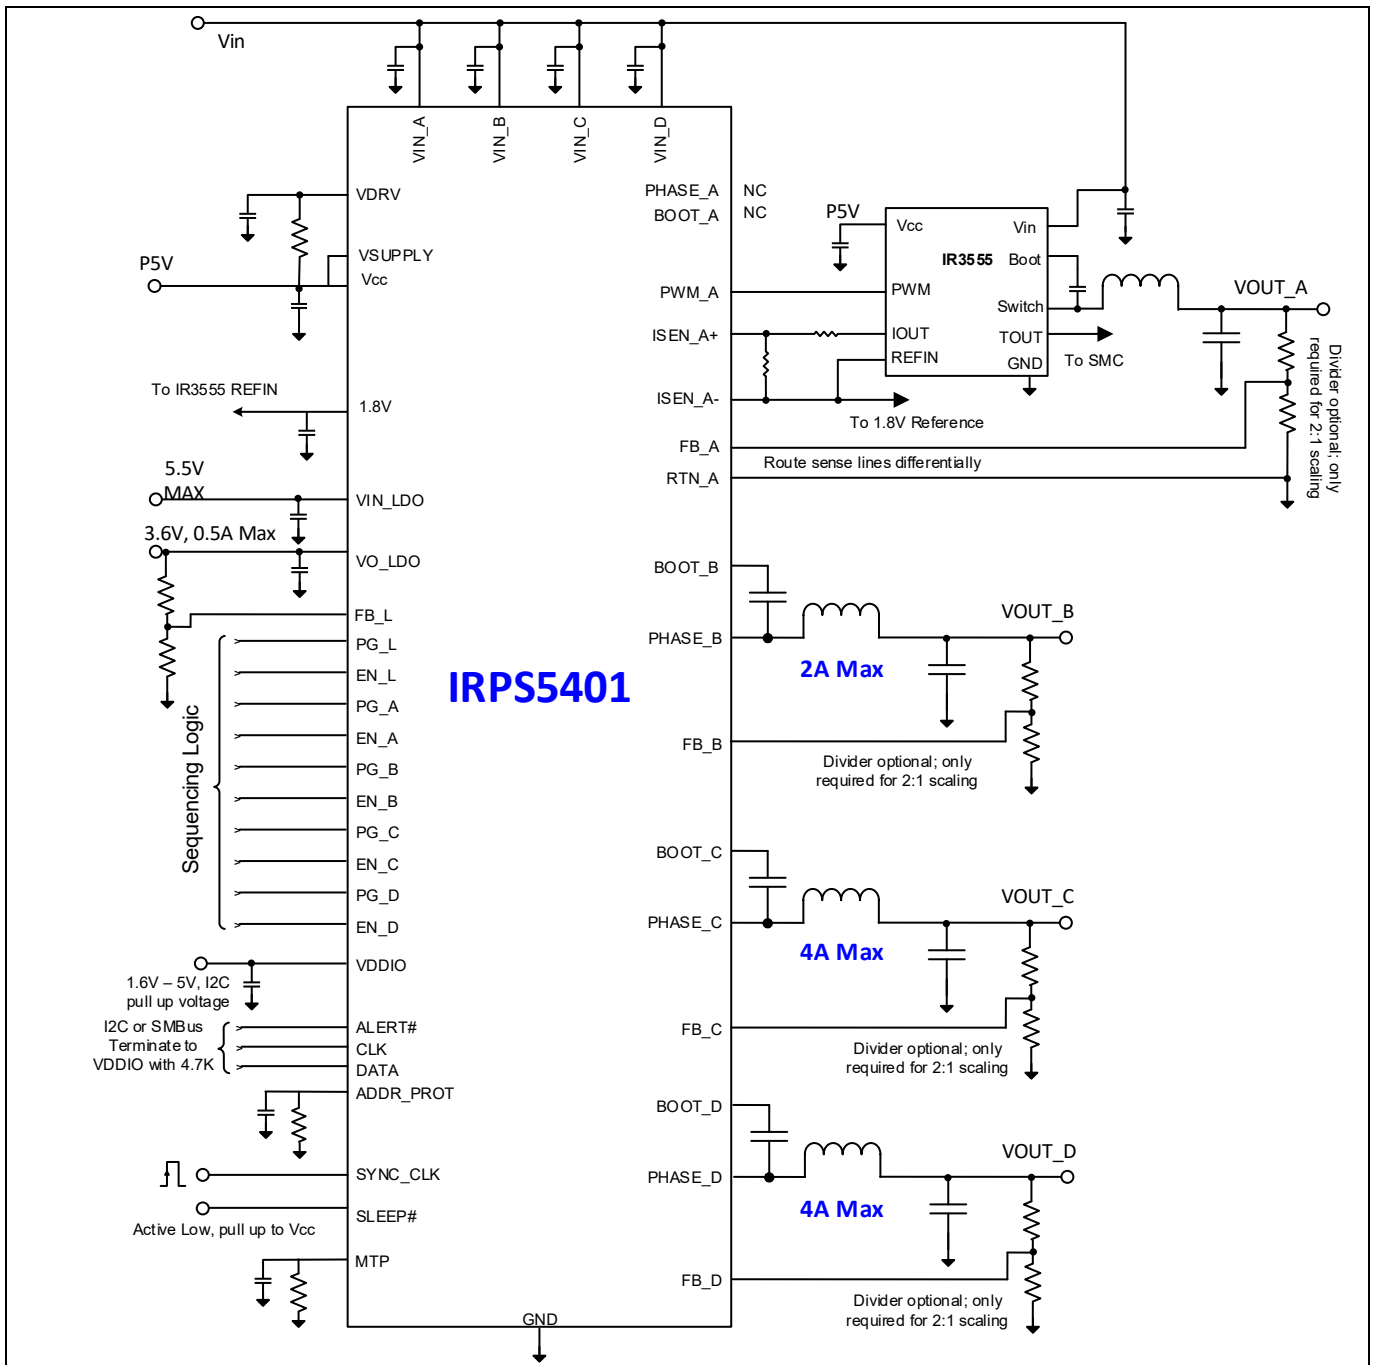 Vin
VIN_A
VIN_B
VIN_C
VIN_D
VDRV
VSUPPLY
Vcc
P5V
PHASE_A NC
BOOT_A NC
PWM_A
ISEN_A+
ISEN_A-
FB_A
RTN_A
P5V
Vcc
Vin
IR3555
Boot
PWM
Switch
IOUT
TOUT
REFIN
GND
To SMC
VOUT_A
Divider optional; only
required for 2:1 scaling
To 1.8V Reference
Route sense lines differentially
To IR3555 REFIN
1.8V
5.5V
MAX
VIN_LDO
3.6V, 0.5A Max
VO_LDO
FB_L
PG_L
EN_L
PG_A
EN_A
PG_B
EN_B
PG_C
EN_C
PG_D
EN_D
Sequencing Logic
IRPS5401
BOOT_B
PHASE_B
FB_B
2A Max
VOUT_B
Divider optional; only
required for 2:1 scaling
BOOT_C
PHASE_C
FB_C
4A Max
VOUT_C
Divider optional; only
required for 2:1 scaling
VDDIO
1.6V – 5V, I2C
pull up voltage
I2C or SMBus
Terminate to
VDDIO with 4.7K
ALERT#
CLK
DATA
ADDR_PROT
SYNC_CLK
SLEEP#
Active Low, pull up to Vcc
MTP
BOOT_D
PHASE_D
FB_D
4A Max
VOUT_D
Divider optional; only
required for 2:1 scaling
GND